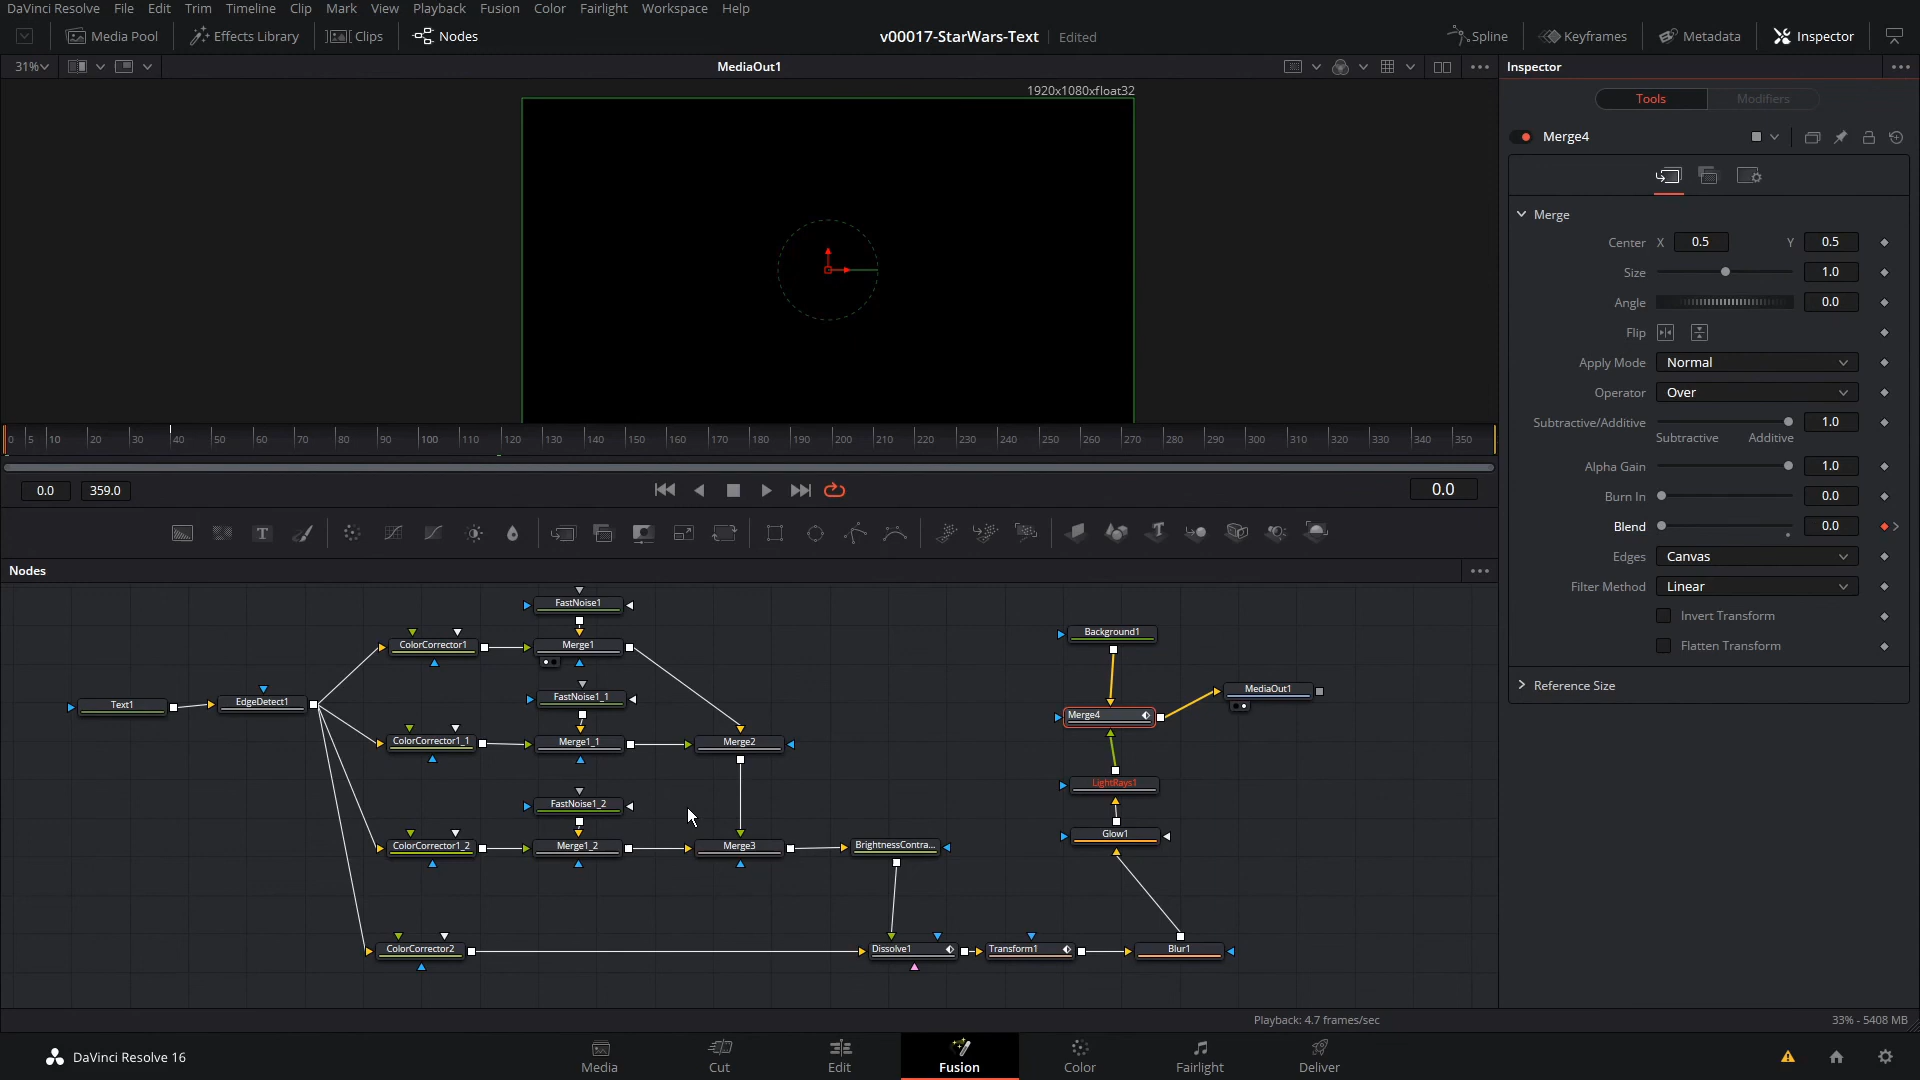 DaVinci Resolve File Edit Trim Timeline Clip Mark View Playback Fusion Color Fairlight Workspace Help
Media Pool Effects Library Clips Nodes v00017-StarWars-Text Edited Spline Keyframes Metadata Inspector
31% MediaOut1 Inspector
1920x1080xfloat32
Tools Modifiers
Merge4
Merge
Center X 0.5 Y 0.5
Size 1.0
Angle 0.0
Flip
Apply Mode Normal
Operator Over
Subtractive/Additive 1.0
Subtractive Additive
Alpha Gain 1.0
Burn In 0.0
Blend 0.0
Edges Canvas
Filter Method Linear
Invert Transform
Flatten Transform
Reference Size
0 5 10 20 30 40 50 60 70 80 90 100 110 120 130 140 150 160 170 180 190 200 210 220 230 240 250 260 270 280 290 300 310 320 330 340 350
0.0 359.0 0.0
Nodes
FastNoise1
Background1
ColorCorrector1 Merge1
FastNoise1_1 MediaOut1
Text1 EdgeDetect1
Merge4
ColorCorrector1_1 Merge1_1 Merge2
LightRays1
FastNoise1_2
Glow1
ColorCorrector1_2 Merge1_2 Merge3 BrightnessContra...
ColorCorrector2 Dissolve1 Transform1 Blur1
Playback: 4.7 frames/sec 33% - 5408 MB
DaVinci Resolve 16 Media Cut Edit Fusion Color Fairlight Deliver